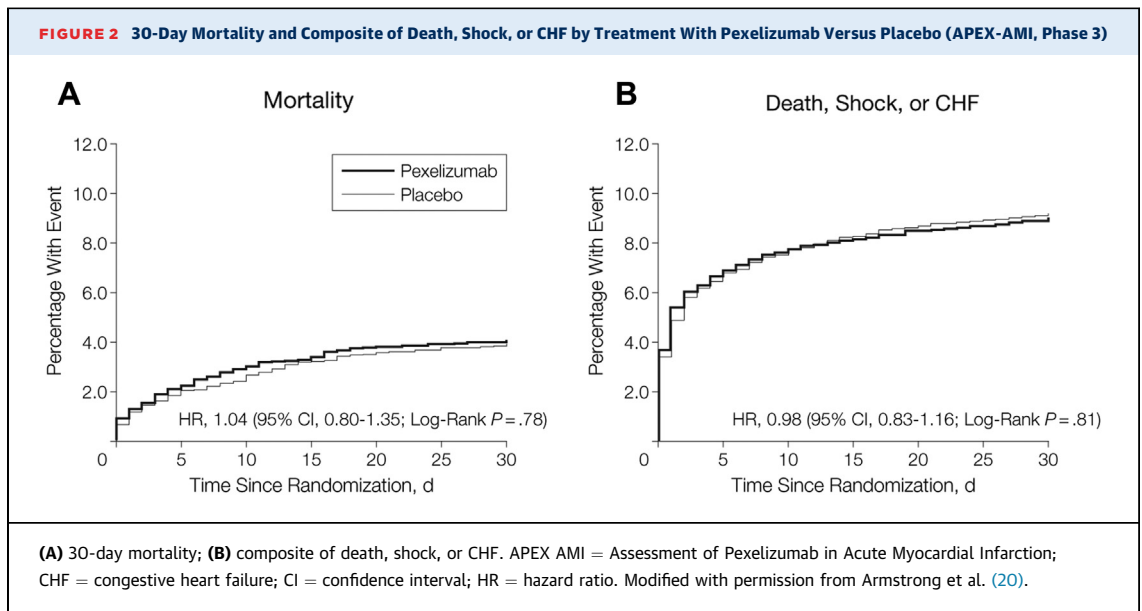 FIGURE 2 30-Day Mortality and Composite of Death, Shock, or CHF by Treatment With Pexelizumab Versus Placebo (APEX-AMI, Phase 3)
A
Mortality
12.0
10.0
8.0
6.0
4.0
2.0
Percentage With Event
Pexelizumab
Placebo
HR, 1.04 (95% CI, 0.80-1.35; Log-Rank P = .78)
0 5 10 15 20 25 30
Time Since Randomization, d
B
Death, Shock, or CHF
12.0
10.0
8.0
6.0
4.0
2.0
Percentage With Event
HR, 0.98 (95% CI, 0.83-1.16; Log-Rank P = .81)
0 5 10 15 20 25 30
Time Since Randomization, d
(A) 30-day mortality; (B) composite of death, shock, or CHF. APEX AMI = Assessment of Pexelizumab in Acute Myocardial Infarction;
CHF = congestive heart failure; CI = confidence interval; HR = hazard ratio. Modified with permission from Armstrong et al. (20).